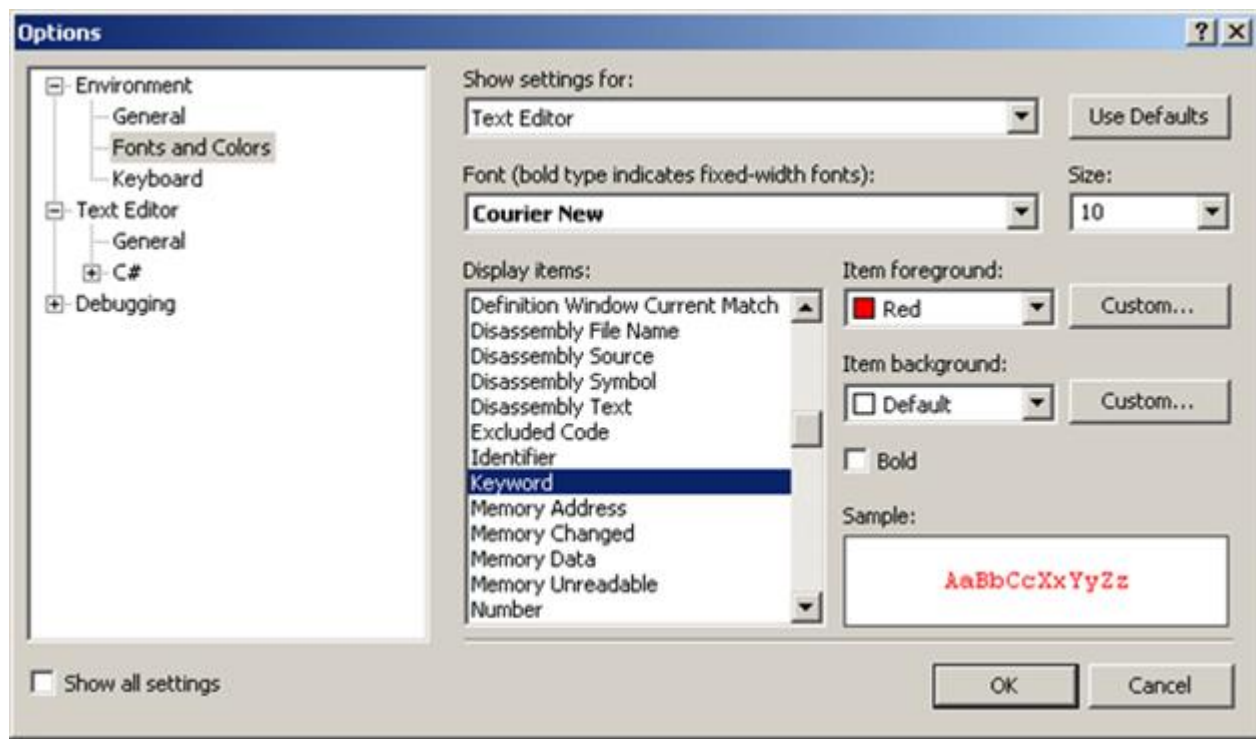 Options
Environment
General
Fonts and Colors
Keyboard
Text Editor
General
C#
Debugging
Show settings for:
Text Editor
Use Defaults
Font (bold type indicates fixed-width fonts):
Size:
Courier New
10
Display items:
Definition Window Current Match
Disassembly File Name
Disassembly Source
Disassembly Symbol
Disassembly Text
Excluded Code
Identifier
Keyword
Memory Address
Memory Changed
Memory Data
Memory Unreadable
Number
Item foreground:
Red
Custom...
Item background:
Default
Custom...
Bold
Sample:
AaBbCcXxYyZz
Show all settings
OK
Cancel